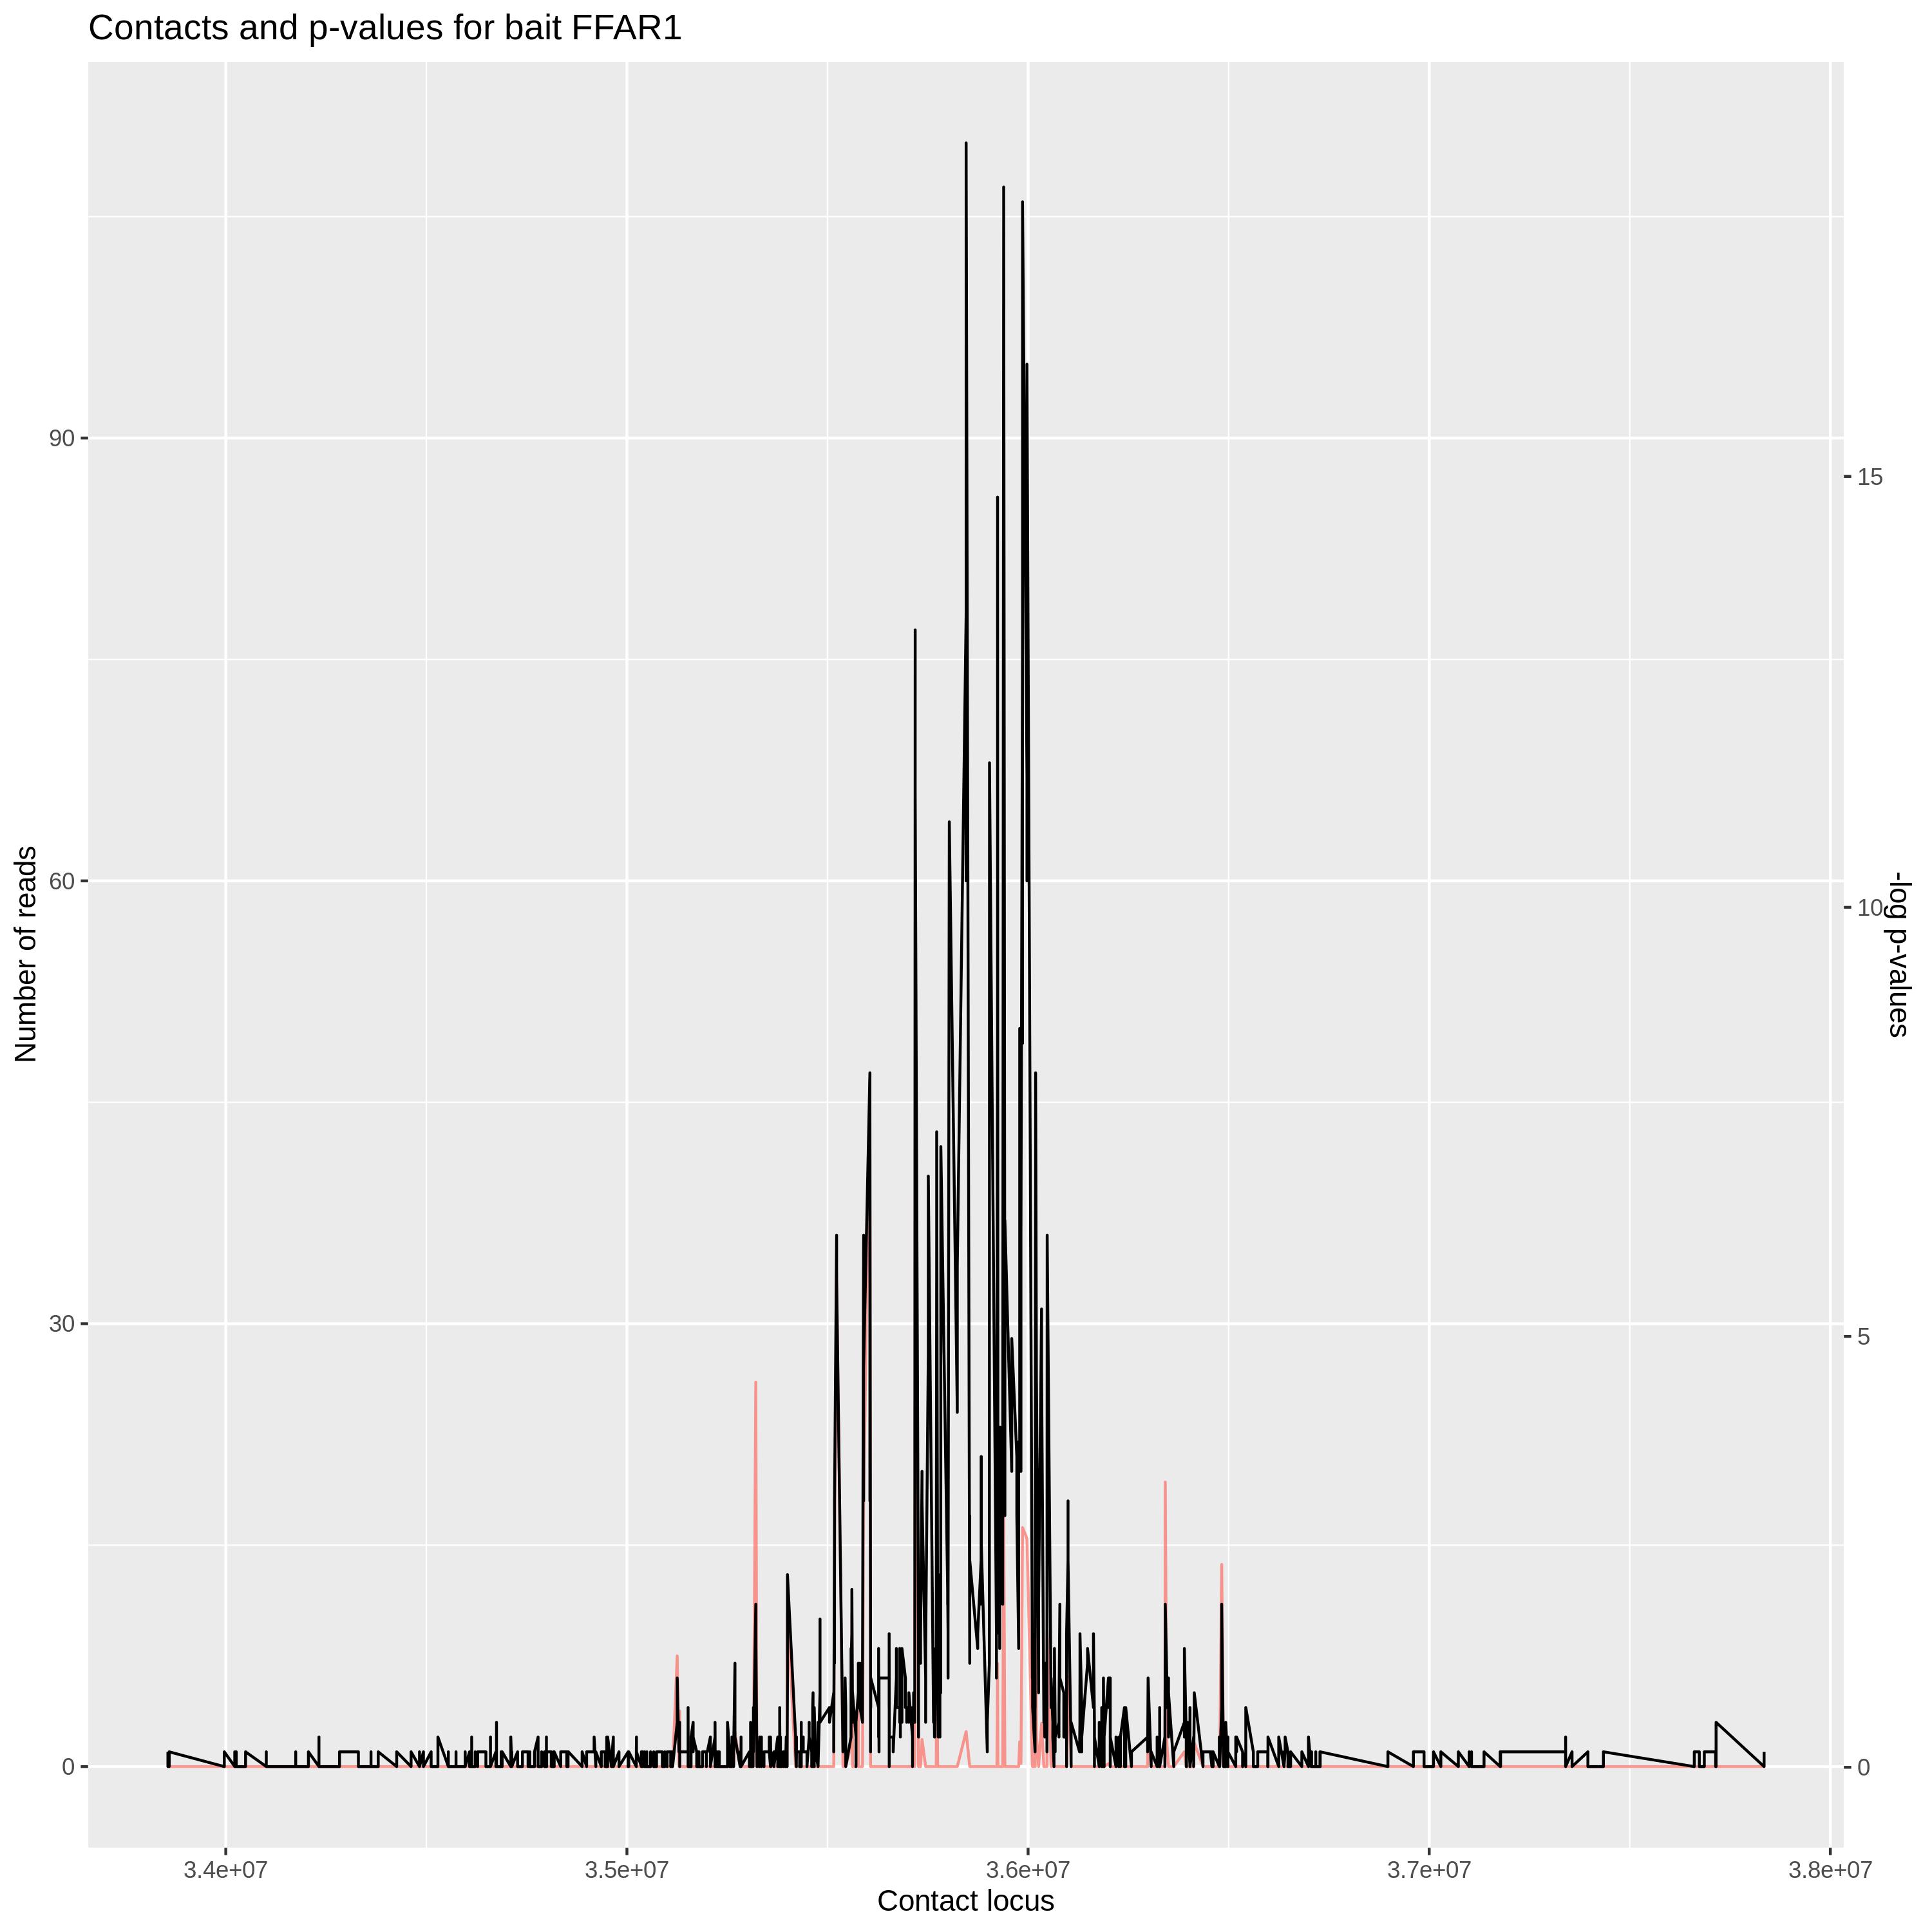 Contacts and p-values for bait FFAR1
90
60
30
0
Number of reads
15
10
5
0
-log p-values
3.4e+07 3.5e+07 3.6e+07 3.7e+07 3.8e+07
Contact locus